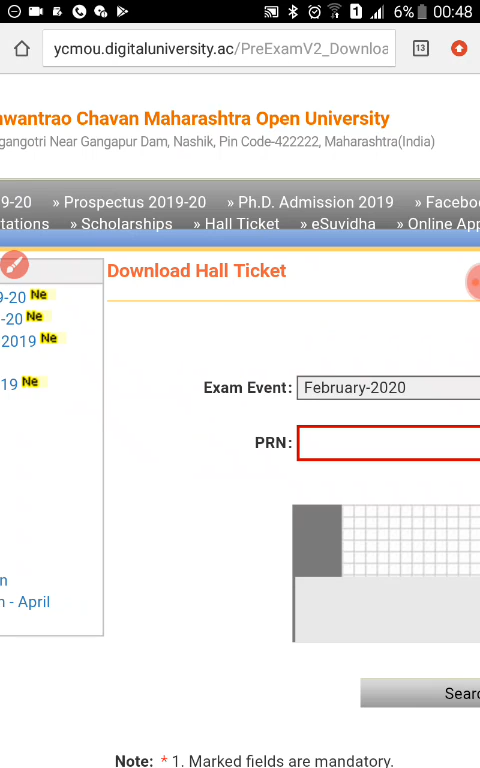 1 6% 00:48
ycmou.digitaluniversity.ac/PreExamV2_Downloa 13
nwantrao Chavan Maharashtra Open University
gangotri Near Gangapur Dam, Nashik, Pin Code-422222, Maharashtra(India)
9-20 » Prospectus 2019-20 » Ph.D. Admission 2019 » Facebo
tations » Scholarships » Hall Ticket » eSuvidha » Online App
Download Hall Ticket
9-20 Ne
-20 Ne
2019 Ne
19 Ne
Exam Event: February-2020
PRN:
n
n - April
Searc
Note: * 1. Marked fields are mandatory.